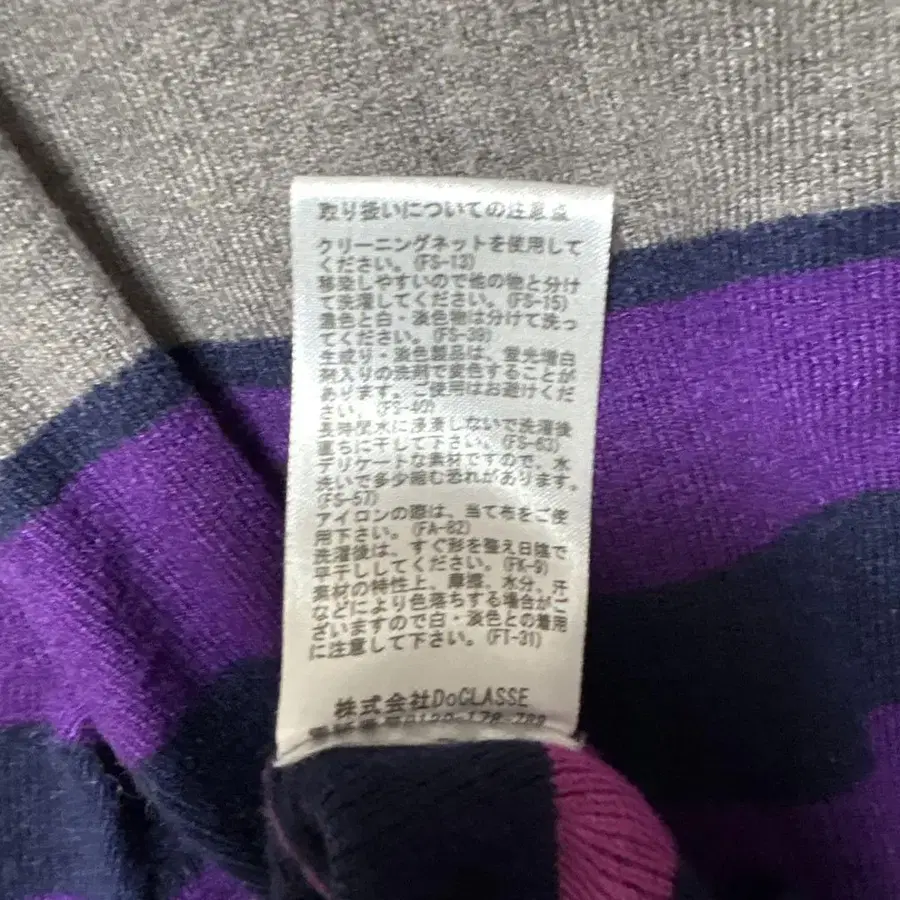 取り扱いについての注意点
クリーニングネットを使用して
ください。(FS-13)
移染しやすいので他の物と分け
て洗濯してください。(FS-15)
濃色と白・淡色物は分けて洗っ
てください。(FS-39)
生成り・淡色製品は、蛍光増白
剤入りの洗剤で変色することが
あります。ご使用はお避けくだ
さい。(FS-40)
長時間水に浸漬しないで洗濯後
直ちに干して下さい。(FS-63)
デリケートな素材ですので、水
洗いで多少縮む恐れがあります。
(FS-57)
アイロンの際は、当て布をご使
用下さい。(FA-82)
洗濯後は、すぐ形を整え日陰で
平干ししてください。(FK-9)
素材の特性上、摩擦、水分、汗
などにより色落ちする場合がご
ざいますので白・淡色との着用
に注意して下さい。(FT-31)
株式会社DoCLASSE